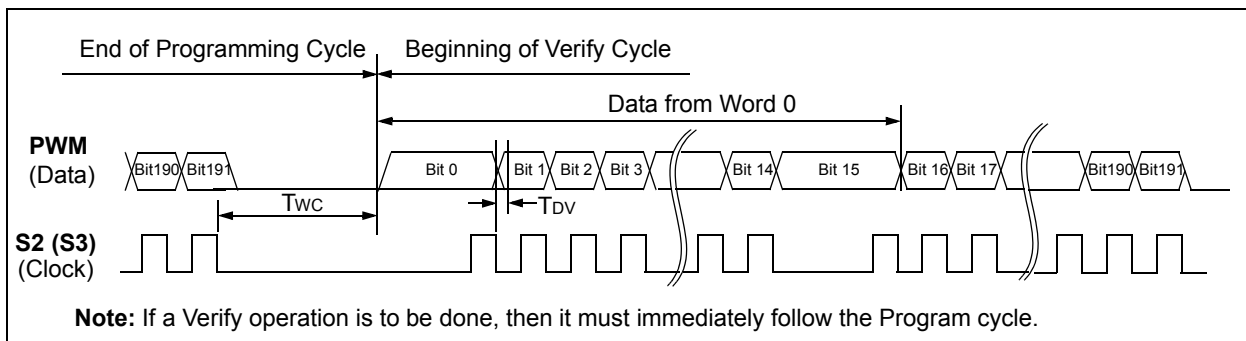 End of Programming Cycle Beginning of Verify Cycle
Data from Word 0
PWM
(Data)
Bit190 Bit191 Bit 0 Bit 1 Bit 2 Bit 3 Bit 14 Bit 15 Bit 16 Bit 17 Bit190 Bit191
TWC TDV
S2 (S3)
(Clock)
Note: If a Verify operation is to be done, then it must immediately follow the Program cycle.